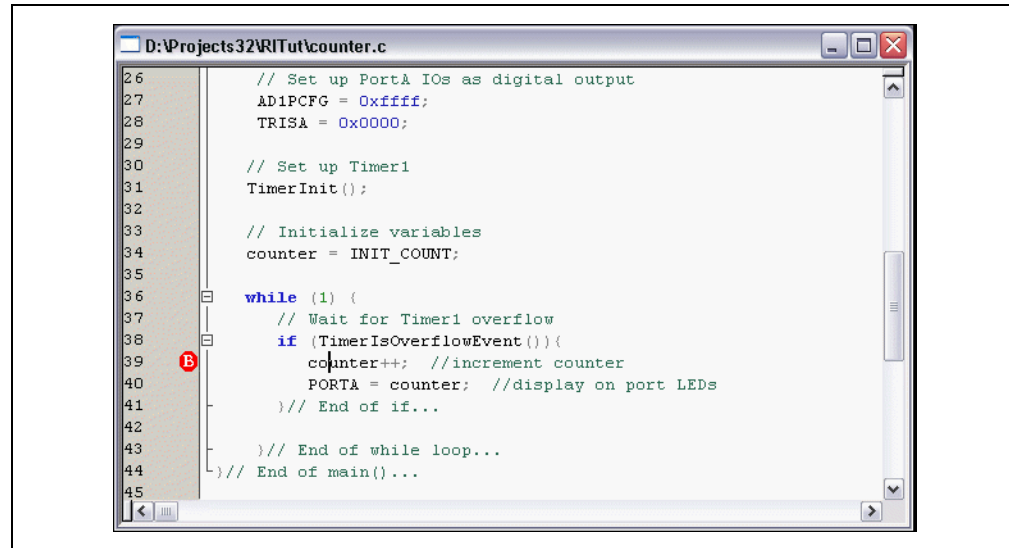 D:\Projects32\RITut\counter.c
26 // Set up PortA IOs as digital output
27 AD1PCFG = 0xffff;
28 TRISA = 0x0000;
29
30 // Set up Timer1
31 TimerInit();
32
33 // Initialize variables
34 counter = INIT_COUNT;
35
36 while (1) {
37 // Wait for Timer1 overflow
38 if (TimerIsOverflowEvent()){
39 B counter++; //increment counter
40 PORTA = counter; //display on port LEDs
41 }// End of if...
42
43 }// End of while loop...
44 }// End of main()...
45